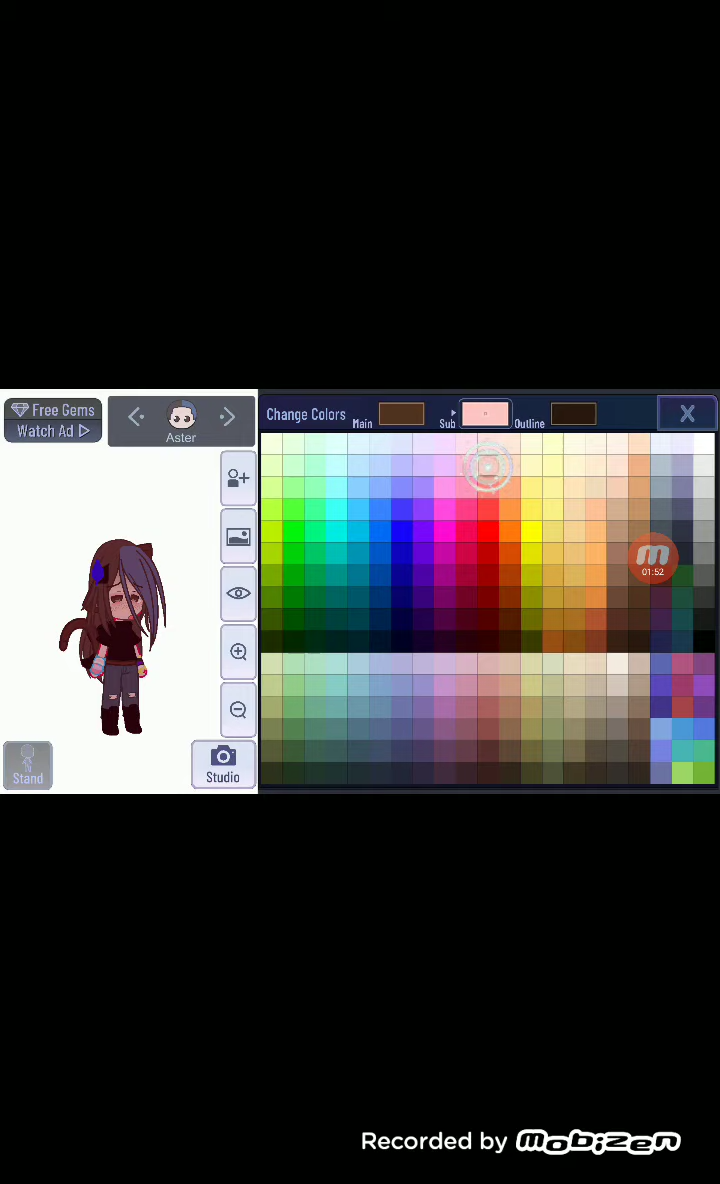 Free Gems
Watch Ad
Aster
Change Colors
Main
Sub
Outline
X
01:52
Stand
Studio
Recorded by mobizen